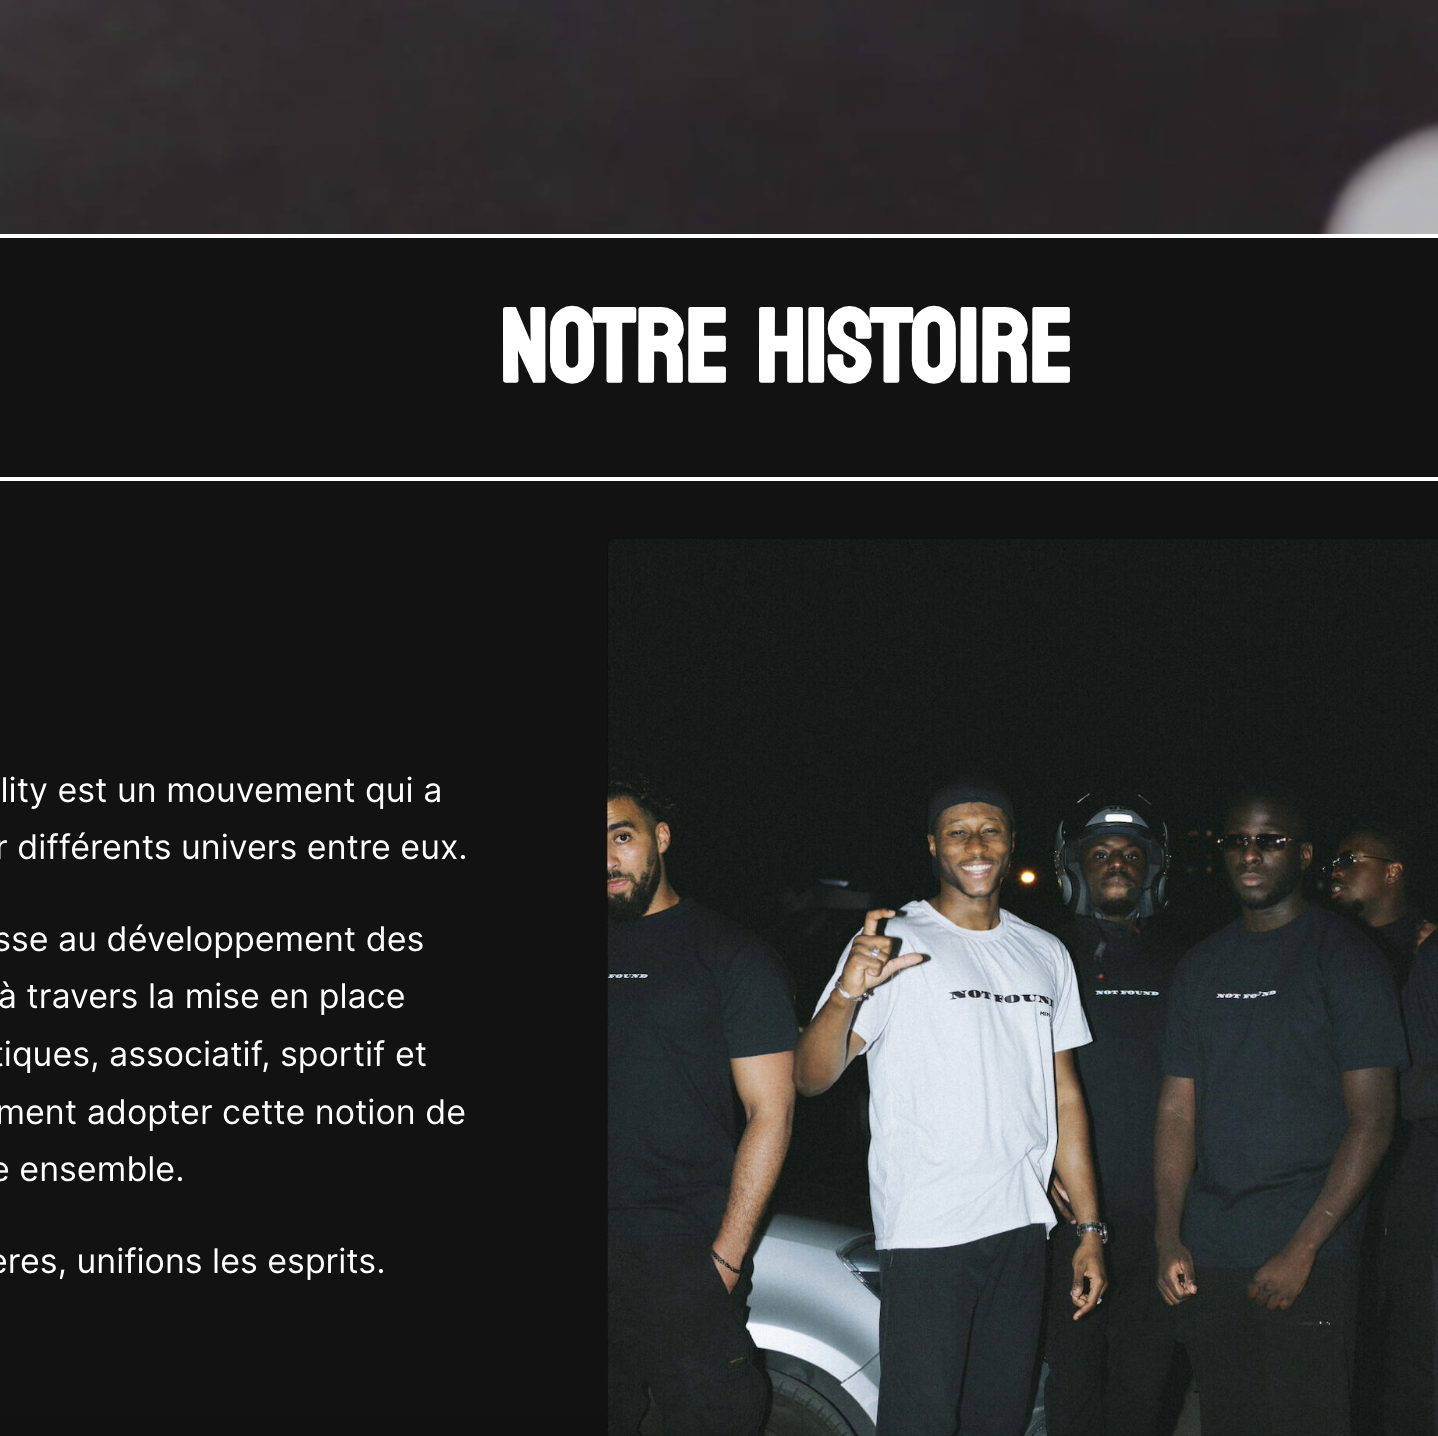 NOTRE HISTOIRE
lity est un mouvement qui a
r différents univers entre eux.
sse au développement des
à travers la mise en place
tiques, associatif, sportif et
ment adopter cette notion de
e ensemble.
ères, unifions les esprits.
FOUND
NOT FOUND
NOT FOUND
NOT FOUND